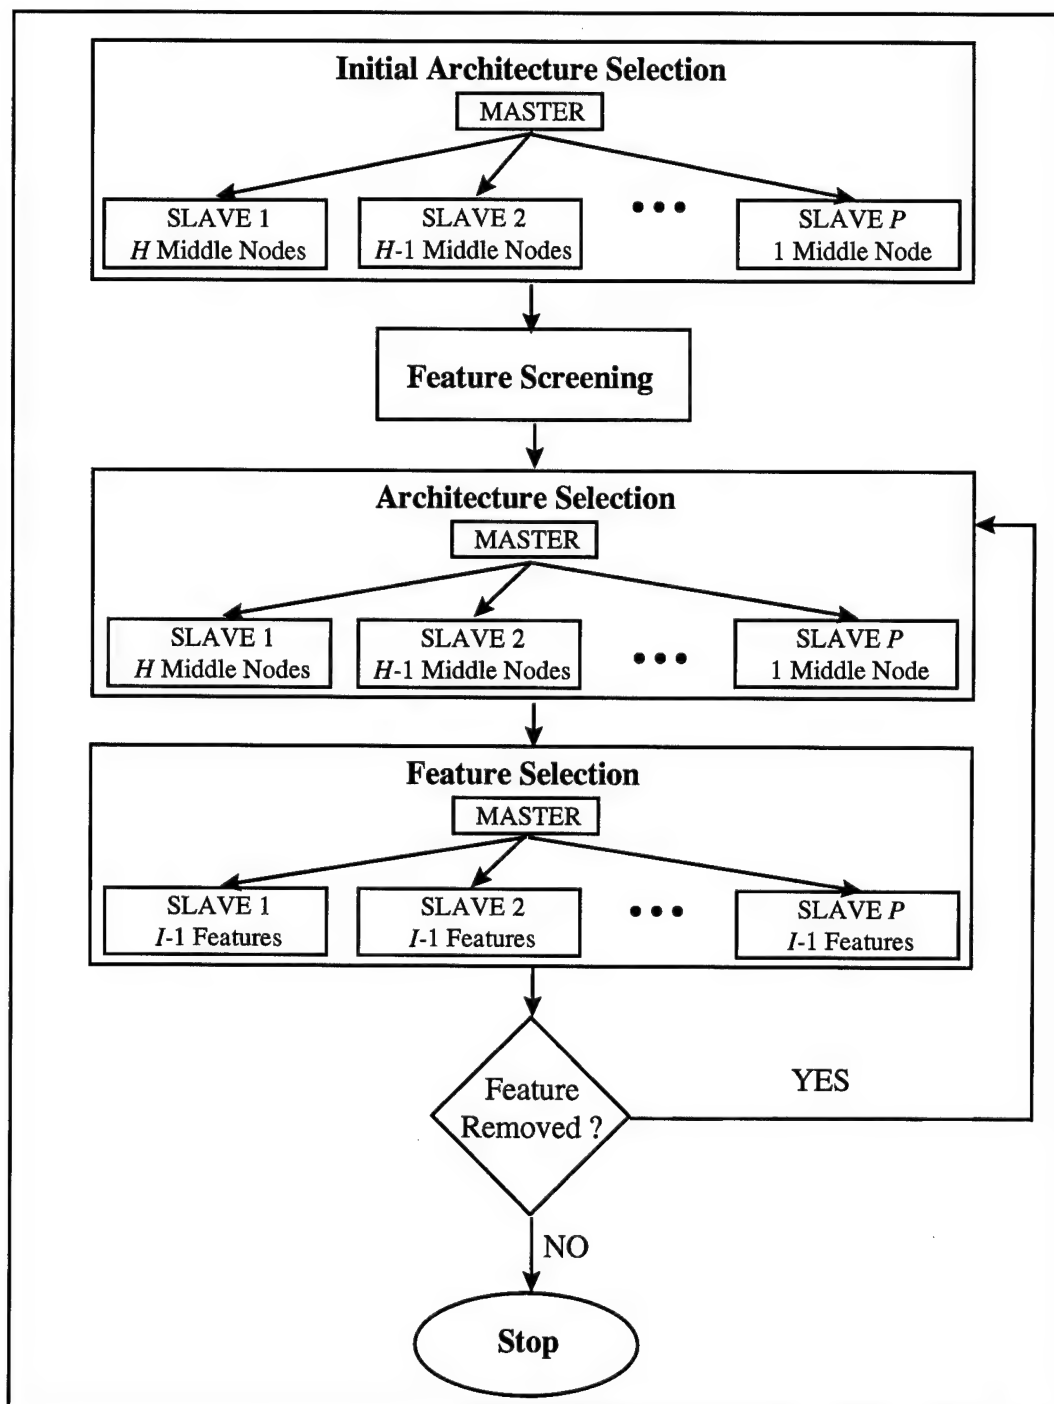 Initial Architecture Selection
MASTER
SLAVE 1
H Middle Nodes
SLAVE 2
H-1 Middle Nodes
•••
SLAVE P
1 Middle Node
Feature Screening
Architecture Selection
MASTER
SLAVE 1
H Middle Nodes
SLAVE 2
H-1 Middle Nodes
•••
SLAVE P
1 Middle Node
Feature Selection
MASTER
SLAVE 1
I-1 Features
SLAVE 2
I-1 Features
•••
SLAVE P
I-1 Features
Feature
Removed ?
YES
NO
Stop